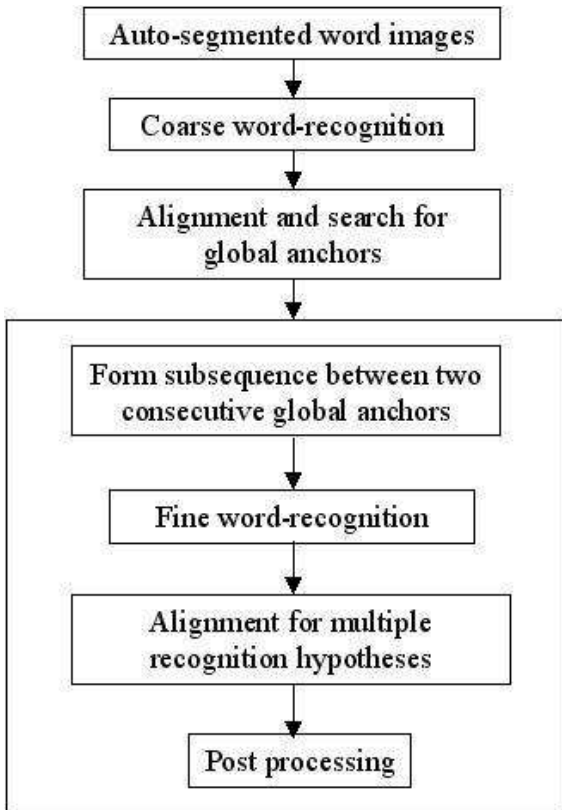 Auto-segmented word images
Coarse word-recognition
Alignment and search for
global anchors
Form subsequence between two
consecutive global anchors
Fine word-recognition
Alignment for multiple
recognition hypotheses
Post processing